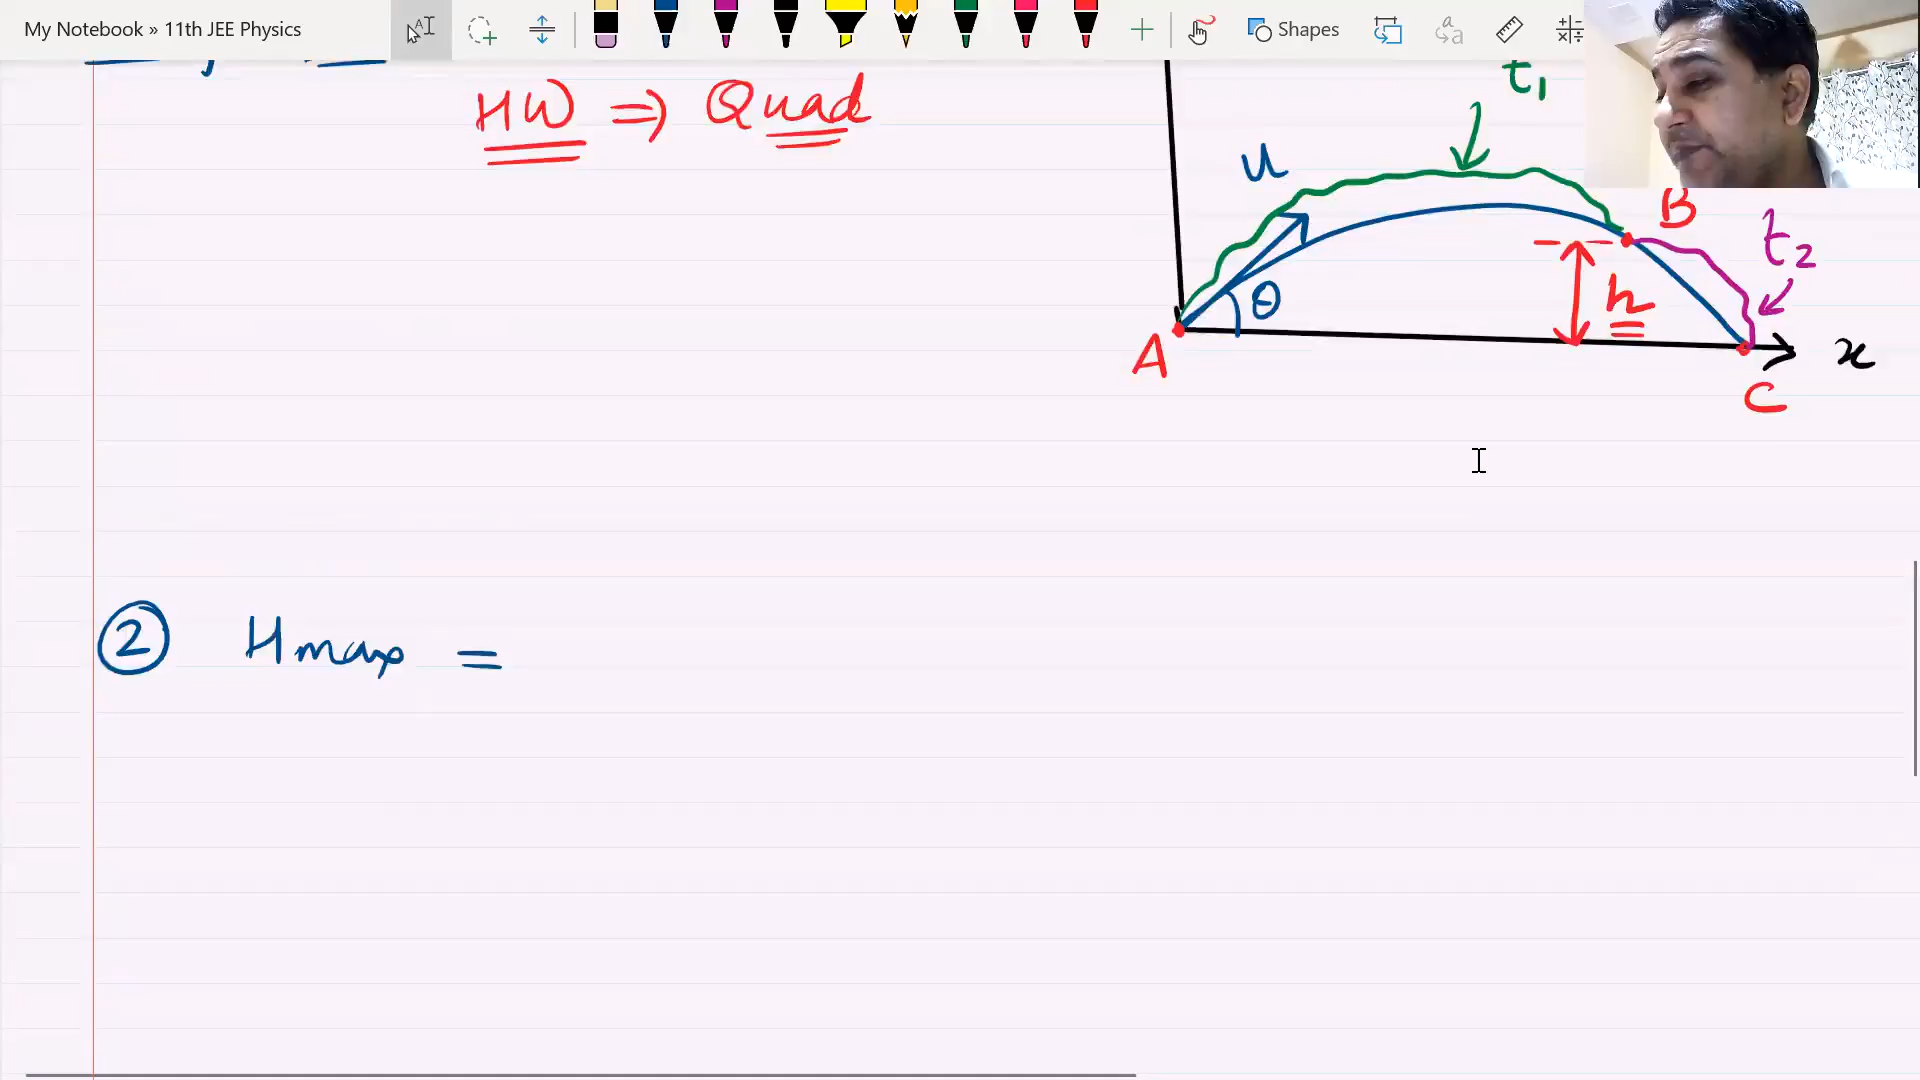 My Notebook » 11th JEE Physics
Shapes
HW ⇒ Quad
t1
u
B
t2
θ
h
A
x
C
② Hmax =